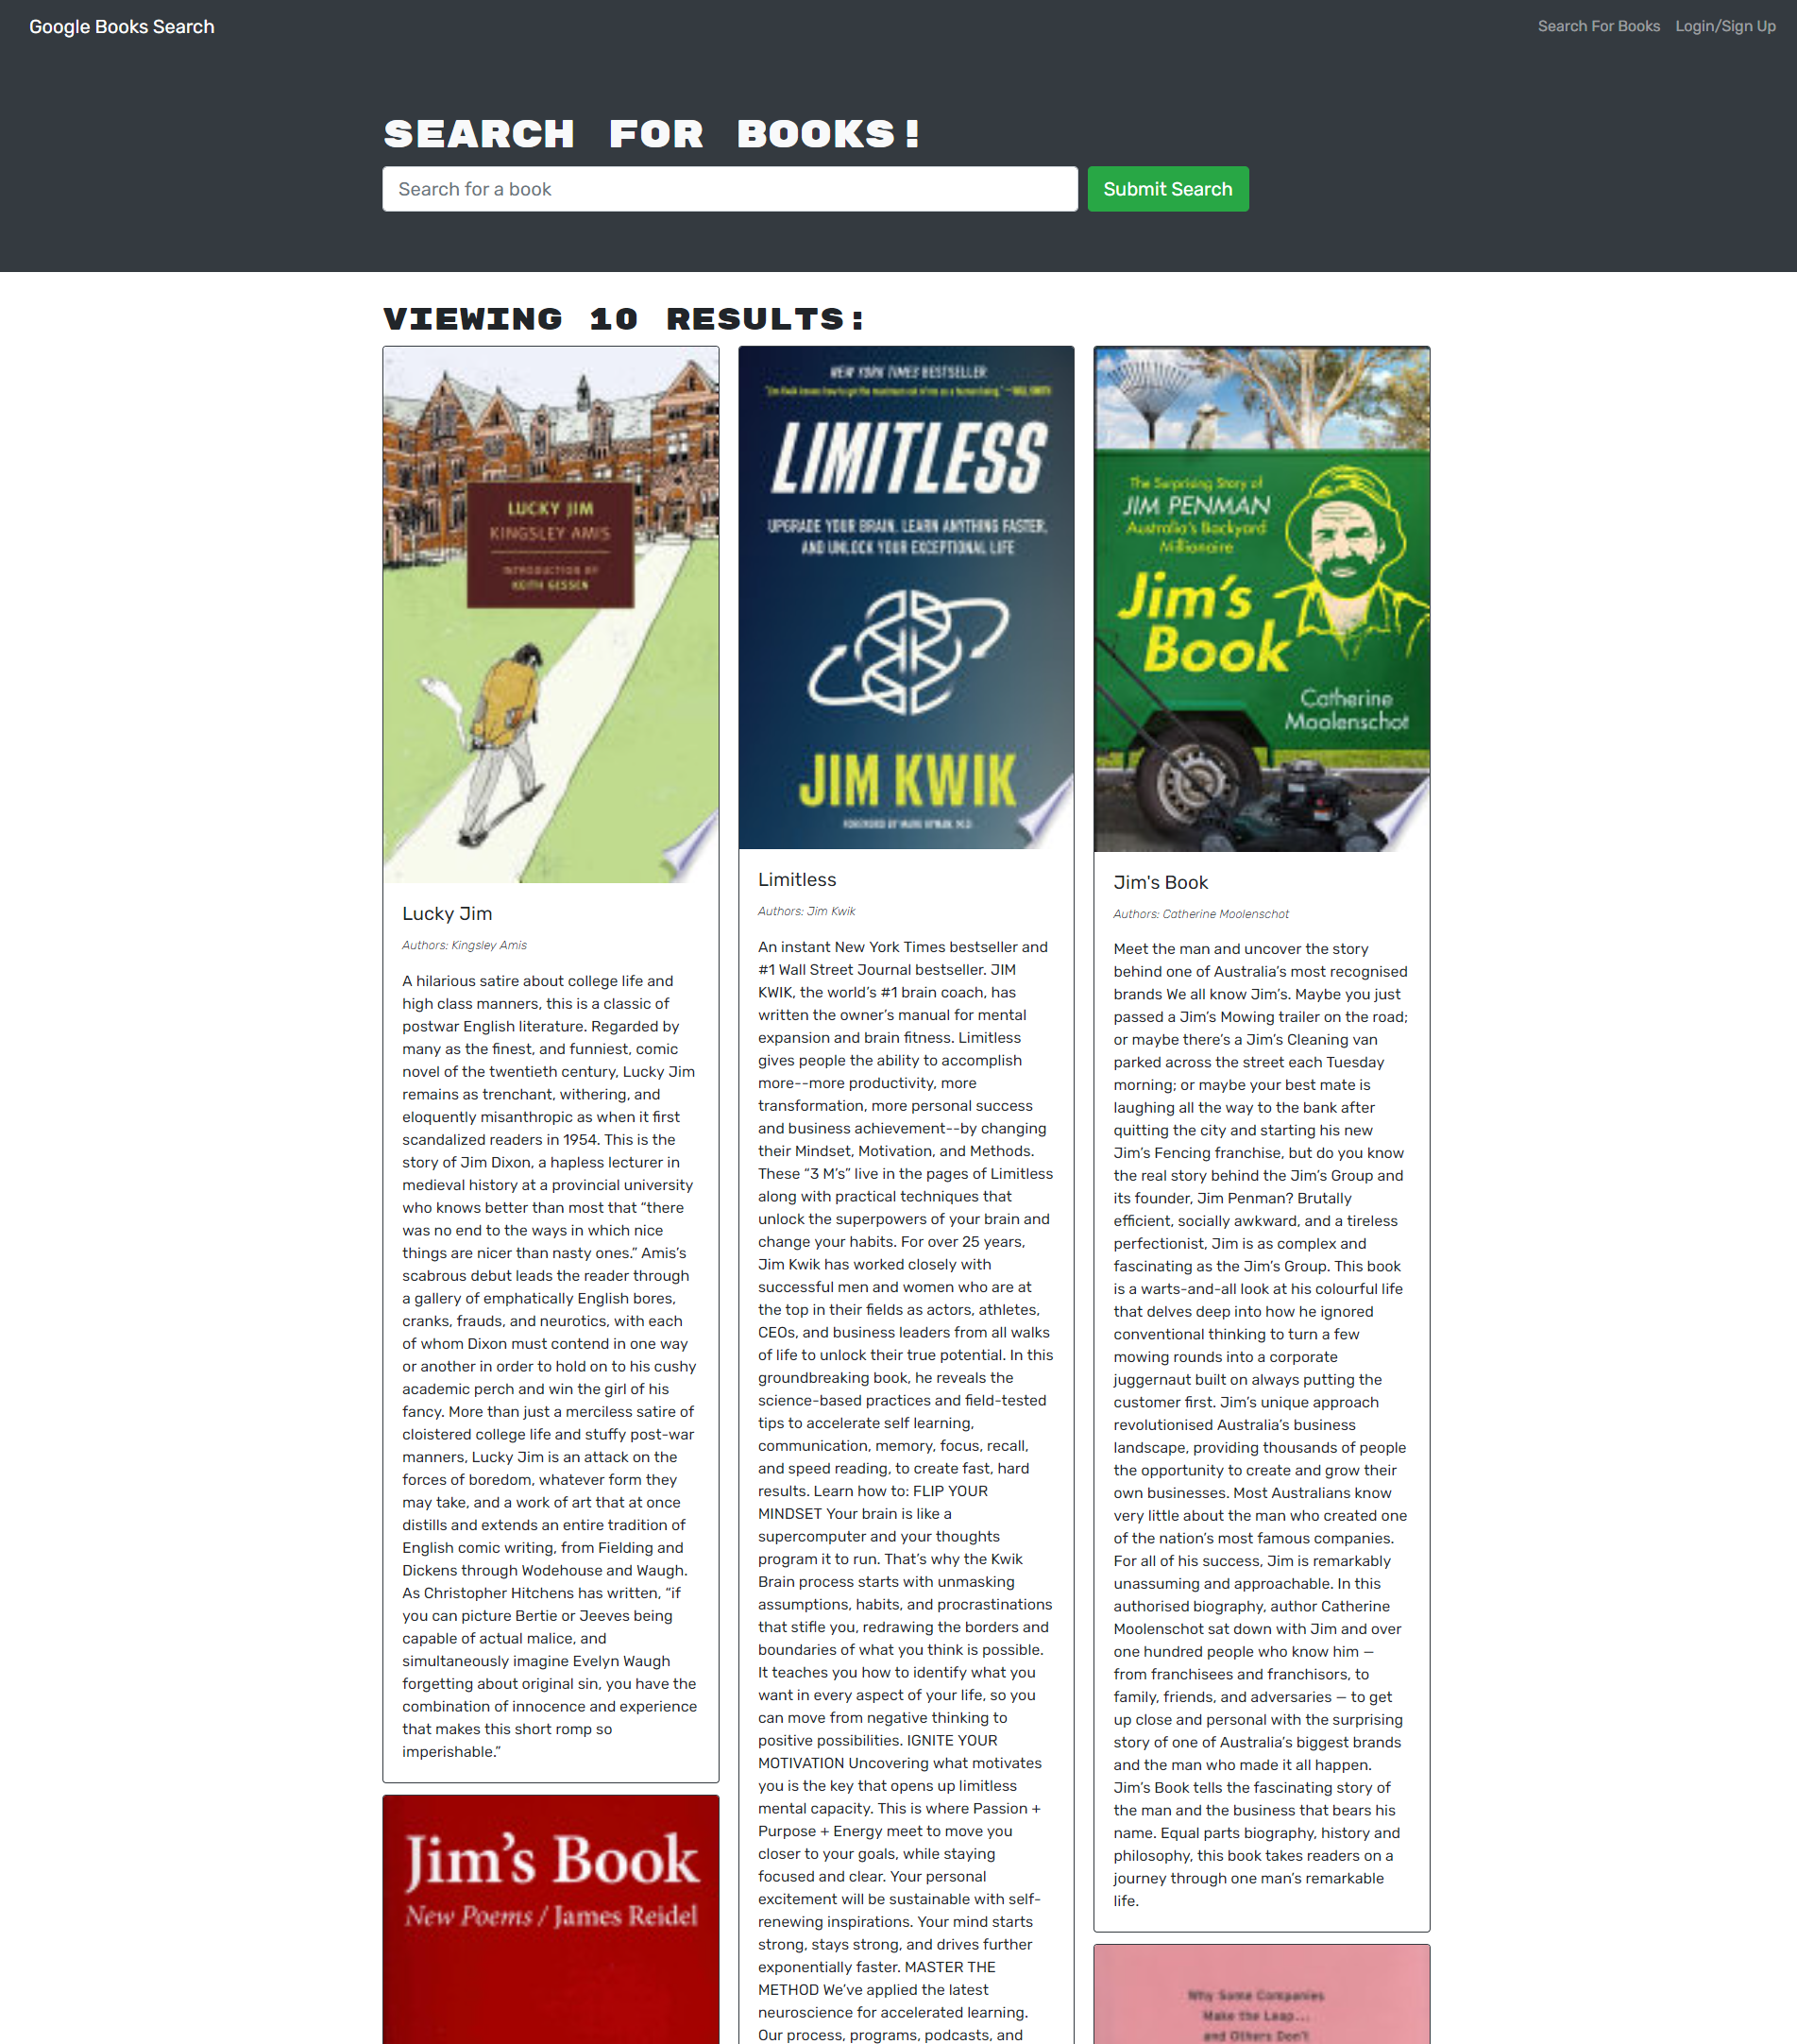 Google Books Search
Search For Books
Login/Sign Up
SEARCH FOR BOOKS!
Search for a book
Submit Search
VIEWING 10 RESULTS:
LUCKY JIM
KINGSLEY AMIS
INTRODUCTION BY
KEITH GESSEN
Lucky Jim
Authors: Kingsley Amis
A hilarious satire about college life and
high class manners, this is a classic of
postwar English literature. Regarded by
many as the finest, and funniest, comic
novel of the twentieth century, Lucky Jim
remains as trenchant, withering, and
eloquently misanthropic as when it first
scandalized readers in 1954. This is the
story of Jim Dixon, a hapless lecturer in
medieval history at a provincial university
who knows better than most that “there
was no end to the ways in which nice
things are nicer than nasty ones.” Amis’s
scabrous debut leads the reader through
a gallery of emphatically English bores,
cranks, frauds, and neurotics, with each
of whom Dixon must contend in one way
or another in order to hold on to his cushy
academic perch and win the girl of his
fancy. More than just a merciless satire of
cloistered college life and stuffy post-war
manners, Lucky Jim is an attack on the
forces of boredom, whatever form they
may take, and a work of art that at once
distills and extends an entire tradition of
English comic writing, from Fielding and
Dickens through Wodehouse and Waugh.
As Christopher Hitchens has written, “if
you can picture Bertie or Jeeves being
capable of actual malice, and
simultaneously imagine Evelyn Waugh
forgetting about original sin, you have the
combination of innocence and experience
that makes this short romp so
imperishable.”
Jim’s Book
New Poems / James Reidel
NEW YORK TIMES BESTSELLER
LIMITLESS
UPGRADE YOUR BRAIN, LEARN ANYTHING FASTER,
AND UNLOCK YOUR EXCEPTIONAL LIFE
JIM KWIK
FOREWORD BY MARK HYMAN, M.D.
Limitless
Authors: Jim Kwik
An instant New York Times bestseller and
#1 Wall Street Journal bestseller. JIM
KWIK, the world’s #1 brain coach, has
written the owner’s manual for mental
expansion and brain fitness. Limitless
gives people the ability to accomplish
more--more productivity, more
transformation, more personal success
and business achievement--by changing
their Mindset, Motivation, and Methods.
These “3 M’s” live in the pages of Limitless
along with practical techniques that
unlock the superpowers of your brain and
change your habits. For over 25 years,
Jim Kwik has worked closely with
successful men and women who are at
the top in their fields as actors, athletes,
CEOs, and business leaders from all walks
of life to unlock their true potential. In this
groundbreaking book, he reveals the
science-based practices and field-tested
tips to accelerate self learning,
communication, memory, focus, recall,
and speed reading, to create fast, hard
results. Learn how to: FLIP YOUR
MINDSET Your brain is like a
supercomputer and your thoughts
program it to run. That’s why the Kwik
Brain process starts with unmasking
assumptions, habits, and procrastinations
that stifle you, redrawing the borders and
boundaries of what you think is possible.
It teaches you how to identify what you
want in every aspect of your life, so you
can move from negative thinking to
positive possibilities. IGNITE YOUR
MOTIVATION Uncovering what motivates
you is the key that opens up limitless
mental capacity. This is where Passion +
Purpose + Energy meet to move you
closer to your goals, while staying
focused and clear. Your personal
excitement will be sustainable with self-
renewing inspirations. Your mind starts
strong, stays strong, and drives further
exponentially faster. MASTER THE
METHOD We’ve applied the latest
neuroscience for accelerated learning.
Our process, programs, podcasts, and
The Surprising Story of
JIM PENMAN
Australia’s Backyard
Millionaire
Jim’s
Book
Catherine
Moolenschot
Jim's Book
Authors: Catherine Moolenschot
Meet the man and uncover the story
behind one of Australia’s most recognised
brands We all know Jim’s. Maybe you just
passed a Jim’s Mowing trailer on the road;
or maybe there’s a Jim’s Cleaning van
parked across the street each Tuesday
morning; or maybe your best mate is
laughing all the way to the bank after
quitting the city and starting his new
Jim’s Fencing franchise, but do you know
the real story behind the Jim’s Group and
its founder, Jim Penman? Brutally
efficient, socially awkward, and a tireless
perfectionist, Jim is as complex and
fascinating as the Jim’s Group. This book
is a warts-and-all look at his colourful life
that delves deep into how he ignored
conventional thinking to turn a few
mowing rounds into a corporate
juggernaut built on always putting the
customer first. Jim’s unique approach
revolutionised Australia’s business
landscape, providing thousands of people
the opportunity to create and grow their
own businesses. Most Australians know
very little about the man who created one
of the nation’s most famous companies.
For all of his success, Jim is remarkably
unassuming and approachable. In this
authorised biography, author Catherine
Moolenschot sat down with Jim and over
one hundred people who know him —
from franchisees and franchisors, to
family, friends, and adversaries — to get
up close and personal with the surprising
story of one of Australia’s biggest brands
and the man who made it all happen.
Jim’s Book tells the fascinating story of
the man and the business that bears his
name. Equal parts biography, history and
philosophy, this book takes readers on a
journey through one man’s remarkable
life.
Why Some Companies
Make the Leap...
and Others Don't